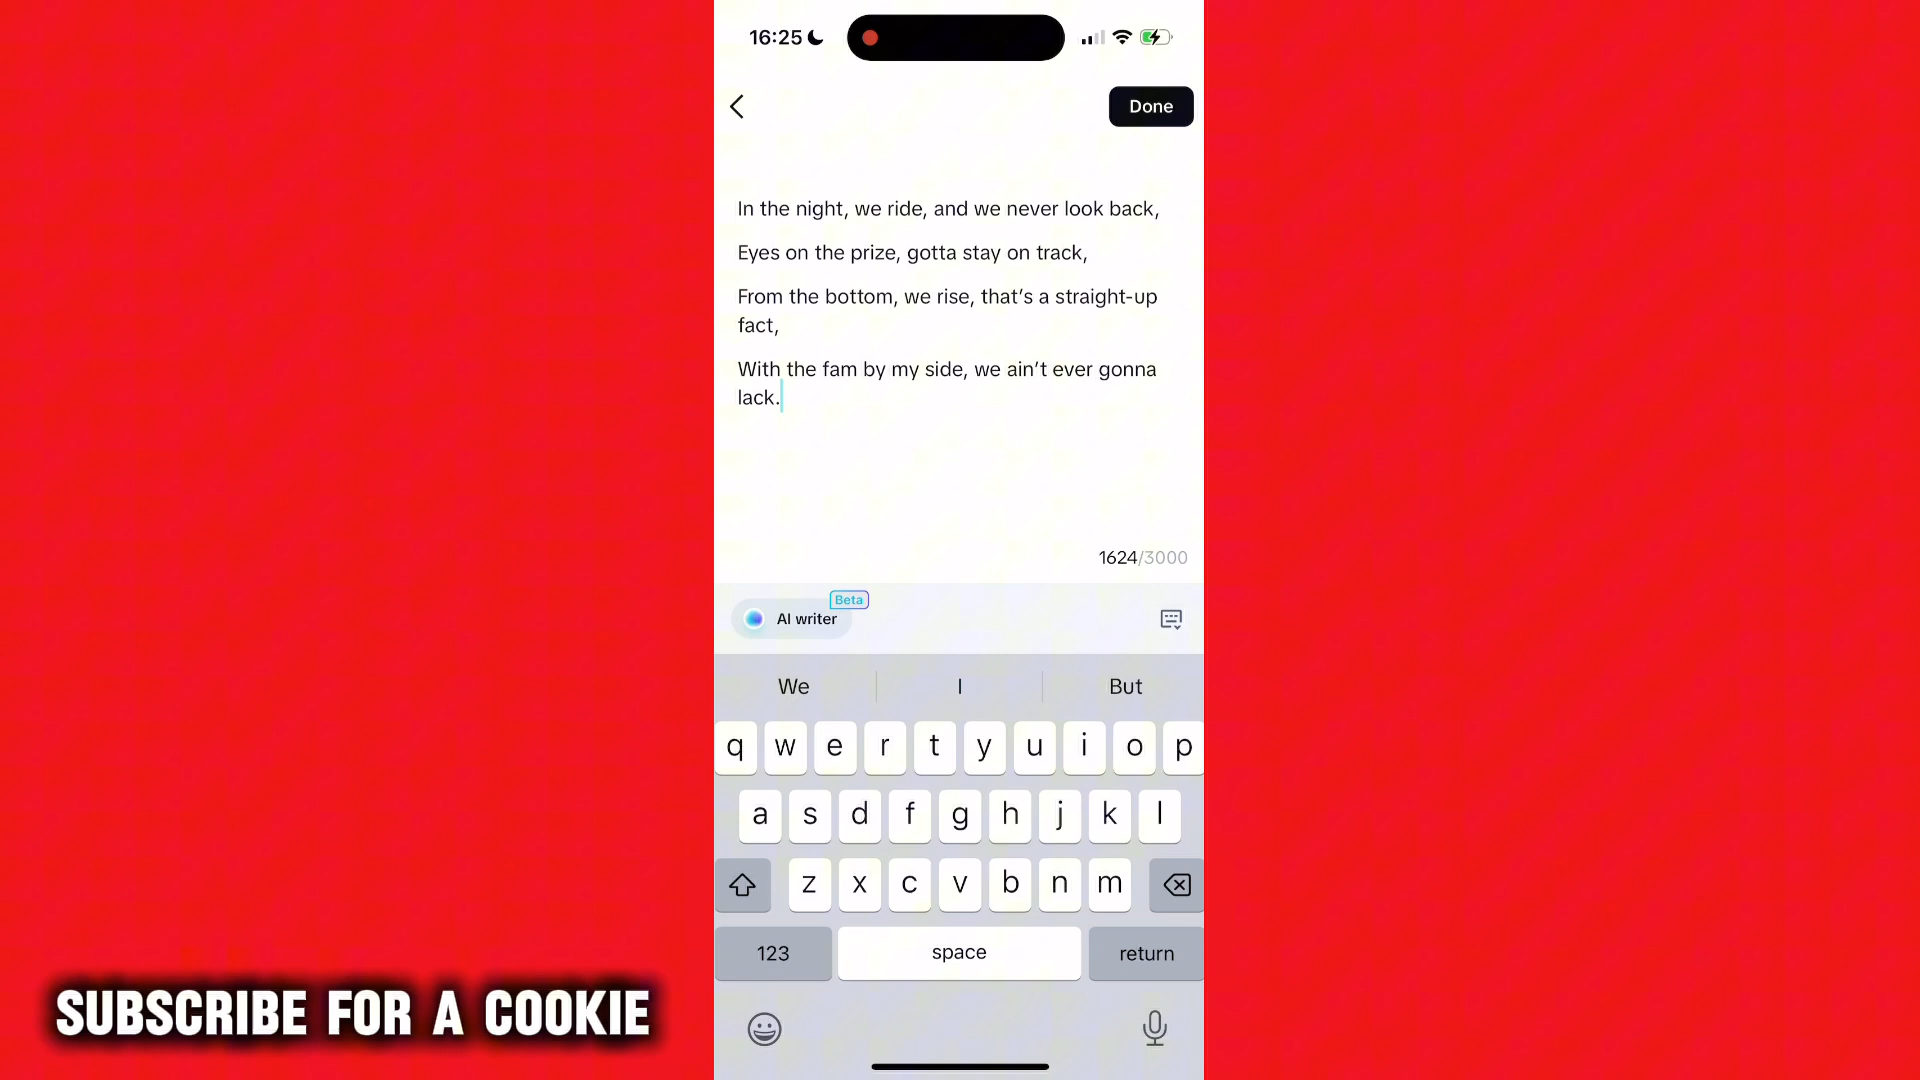 16:25
Done
In the night, we ride, and we never look back,
Eyes on the prize, gotta stay on track,
From the bottom, we rise, that’s a straight-up
fact,
With the fam by my side, we ain’t ever gonna
lack.
1624/3000
Beta
AI writer
We I But
q w e r t y u i o p
a s d f g h j k l
z x c v b n m
123 space return
SUBSCRIBE FOR A COOKIE